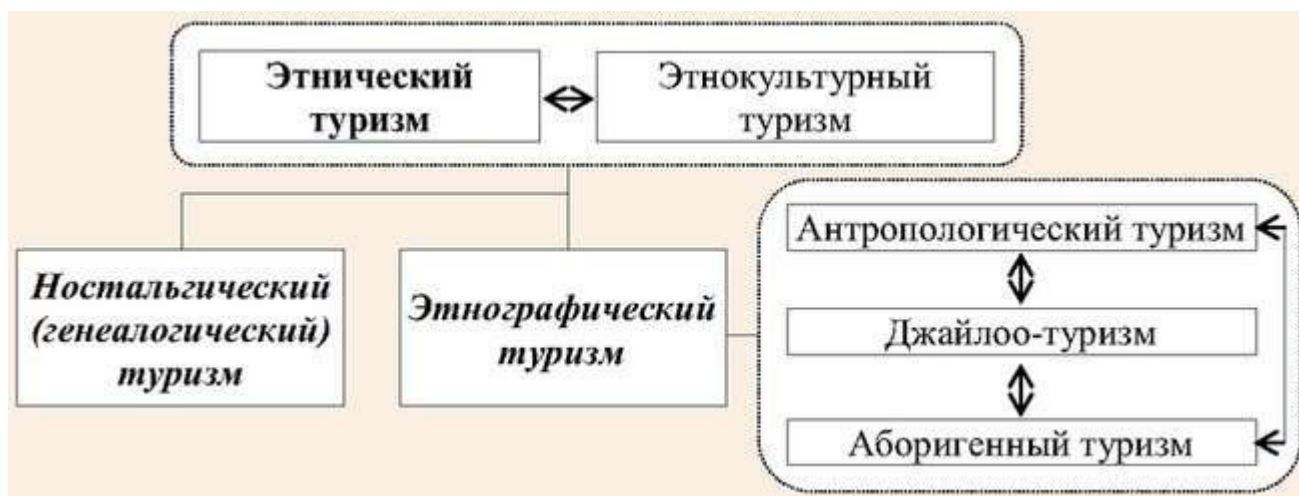 Этнический
туризм
Этнокультурный
туризм
Ностальгический
(генеалогический)
туризм
Этнографический
туризм
Антропологический туризм
Джайлоо-туризм
Аборигенный туризм